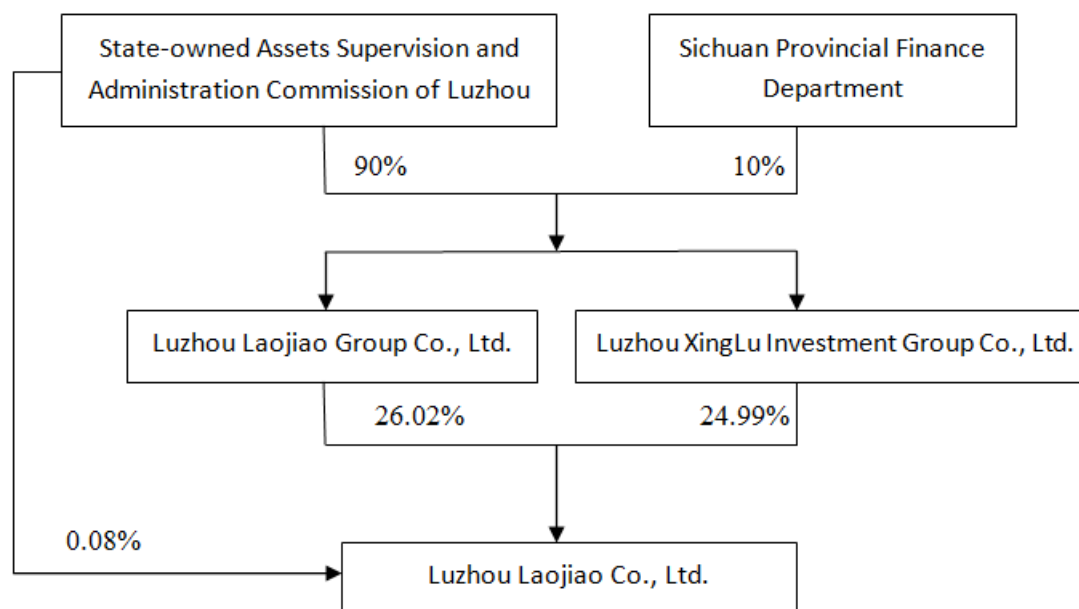 State-owned Assets Supervision and
Administration Commission of Luzhou
Sichuan Provincial Finance
Department
90%
10%
Luzhou Laojiao Group Co., Ltd.
Luzhou XingLu Investment Group Co., Ltd.
26.02%
24.99%
0.08%
Luzhou Laojiao Co., Ltd.